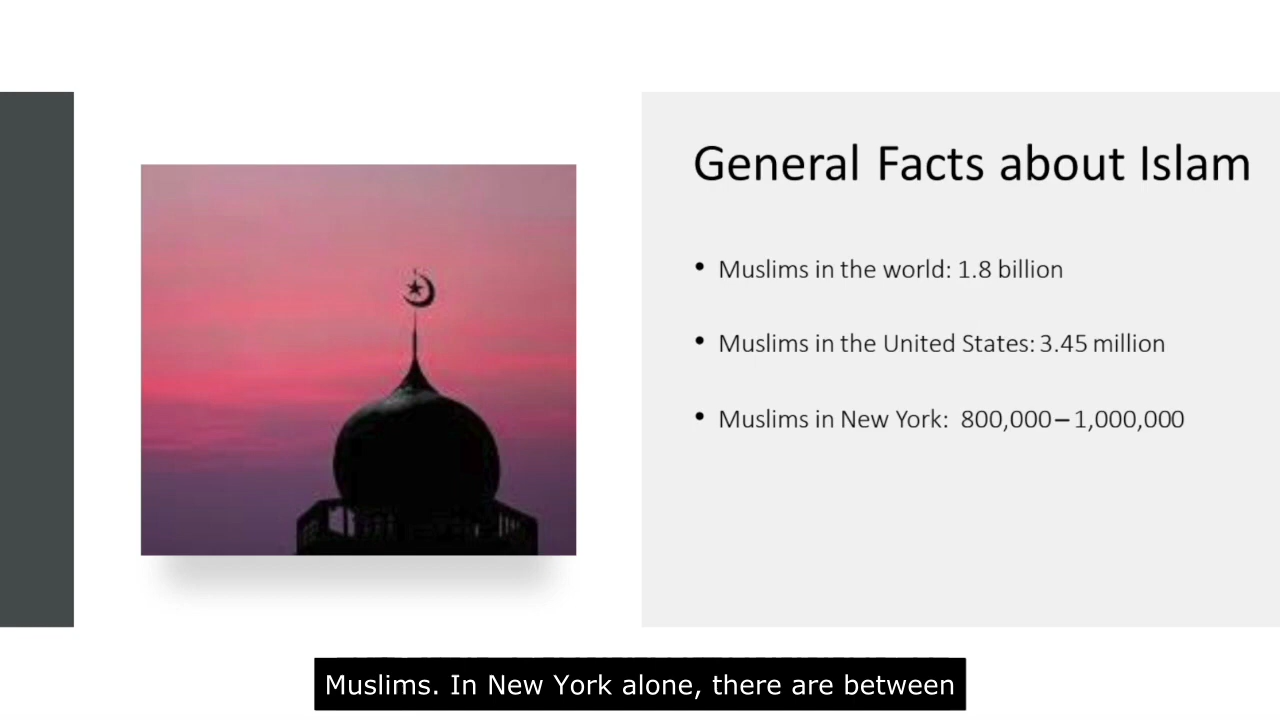 General Facts about Islam
• Muslims in the world: 1.8 billion
• Muslims in the United States: 3.45 million
• Muslims in New York:  800,000–1,000,000
Muslims. In New York alone, there are between